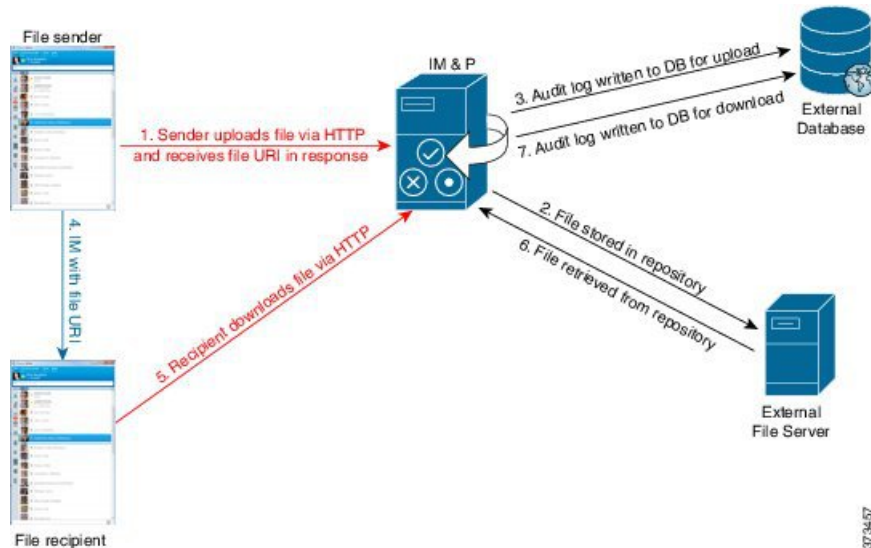 File sender
IM & P
3. Audit log written to DB for upload
7. Audit log written to DB for download
External
Database
1. Sender uploads file via HTTP
and receives file URI in response
2. File stored in repository
6. File retrieved from repository
4. IM with file URI
5. Recipient downloads file via HTTP
External
File Server
File recipient
373457